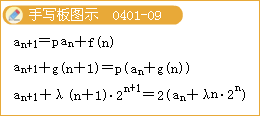 手写板图示 0401-09
aₙ₊₁=paₙ+f(n)
aₙ₊₁+g(n+1)=p(aₙ+g(n))
aₙ₊₁+λ(n+1)·2ⁿ⁺¹=2(aₙ+λn·2ⁿ)